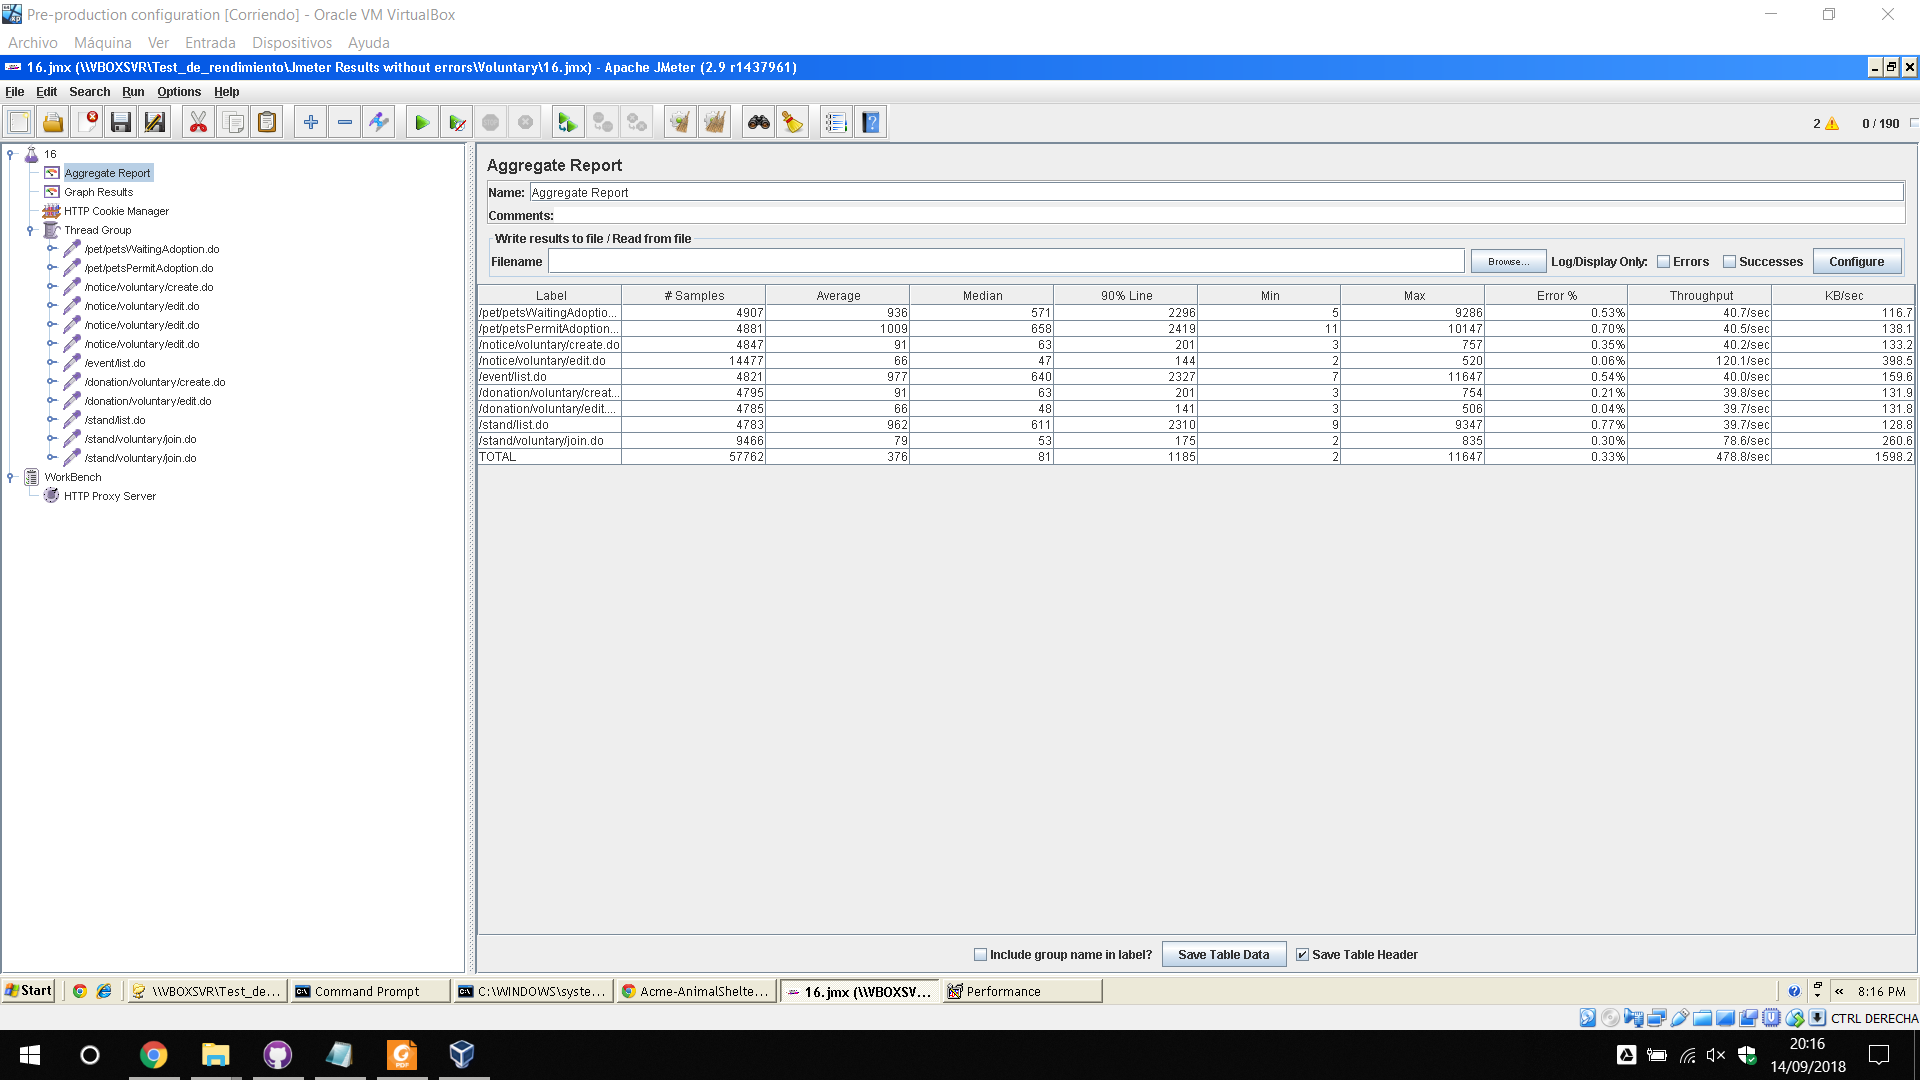 Pre-production configuration [Corriendo] - Oracle VM VirtualBox
Archivo Máquina Ver Entrada Dispositivos Ayuda
16.jmx (\\VBOXSVR\Test_de_rendimiento\Jmeter Results without errors\Voluntary\16.jmx) - Apache JMeter (2.9 r1437961)
File Edit Search Run Options Help
2 0 / 190
16
Aggregate Report
Graph Results
HTTP Cookie Manager
Thread Group
/pet/petsWaitingAdoption.do
/pet/petsPermitAdoption.do
/notice/voluntary/create.do
/notice/voluntary/edit.do
/notice/voluntary/edit.do
/notice/voluntary/edit.do
/event/list.do
/donation/voluntary/create.do
/donation/voluntary/edit.do
/stand/list.do
/stand/voluntary/join.do
/stand/voluntary/join.do
WorkBench
HTTP Proxy Server
Aggregate Report
Name: Aggregate Report
Comments:
Write results to file / Read from file
Filename Browse... Log/Display Only: Errors Successes Configure
Label # Samples Average Median 90% Line Min Max Error % Throughput KB/sec
/pet/petsWaitingAdoptio... 4907 936 571 2296 5 9286 0.53% 40.7/sec 116.7
/pet/petsPermitAdoption... 4881 1009 658 2419 11 10147 0.70% 40.5/sec 138.1
/notice/voluntary/create.do 4847 91 63 201 3 757 0.35% 40.2/sec 133.2
/notice/voluntary/edit.do 14477 66 47 144 2 520 0.06% 120.1/sec 398.5
/event/list.do 4821 977 640 2327 7 11647 0.54% 40.0/sec 159.6
/donation/voluntary/creat... 4795 91 63 201 3 754 0.21% 39.8/sec 131.9
/donation/voluntary/edit.... 4785 66 48 141 3 506 0.04% 39.7/sec 131.8
/stand/list.do 4783 962 611 2310 9 9347 0.77% 39.7/sec 128.8
/stand/voluntary/join.do 9466 79 53 175 2 835 0.30% 78.6/sec 260.6
TOTAL 57762 376 81 1185 2 11647 0.33% 478.8/sec 1598.2
Include group name in label? Save Table Data Save Table Header
Start \\VBOXSVR\Test_de... Command Prompt C:\WINDOWS\syste... Acme-AnimalShelte... 16.jmx (\\VBOXSV... Performance « 8:16 PM
CTRL DERECHA
20:16
14/09/2018